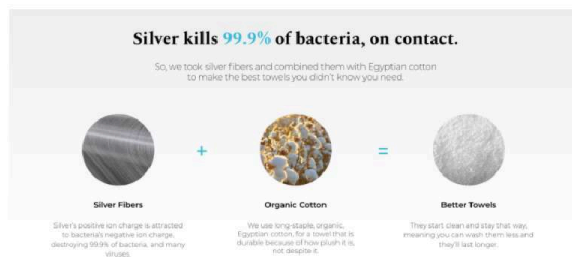 Silver kills 99.9% of bacteria, on contact.
So, we took silver fibers and combined them with Egyptian cotton
to make the best towels you didn't know you need.
+
=
Silver Fibers
Organic Cotton
Better Towels
Silver's positive ion charge is attracted
to bacteria's negative ion charge,
destroying 99.9% of bacteria, and many
viruses.
We use long-staple, organic,
Egyptian cotton, for a towel that is
durable because of how plush it is,
not despite it.
They start clean and stay that way,
meaning you can wash them less and
they'll last longer.